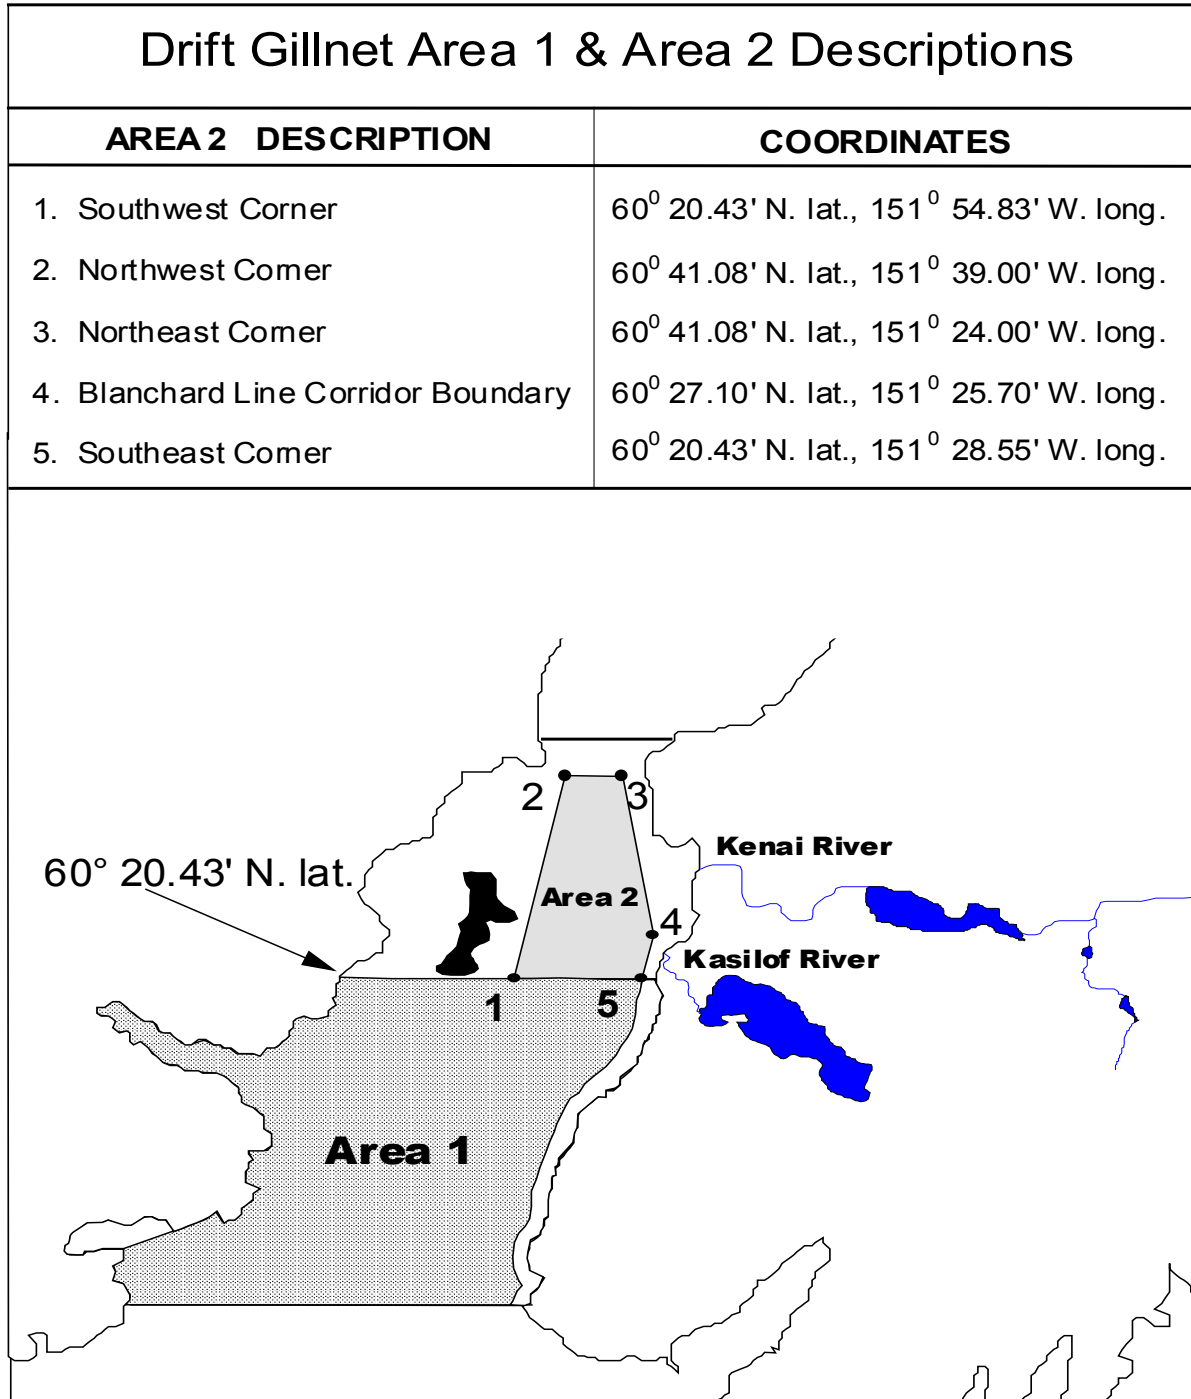 Drift Gillnet Area 1 & Area 2 Descriptions
AREA 2 DESCRIPTION
COORDINATES
1. Southwest Corner
60⁰ 20.43' N. lat., 151⁰ 54.83' W. long.
2. Northwest Corner
60⁰ 41.08' N. lat., 151⁰ 39.00' W. long.
3. Northeast Corner
60⁰ 41.08' N. lat., 151⁰ 24.00' W. long.
4. Blanchard Line Corridor Boundary
60⁰ 27.10' N. lat., 151⁰ 25.70' W. long.
5. Southeast Corner
60⁰ 20.43' N. lat., 151⁰ 28.55' W. long.
2
3
Kenai River
60° 20.43' N. lat.
Area 2
4
Kasilof River
1
5
Area 1